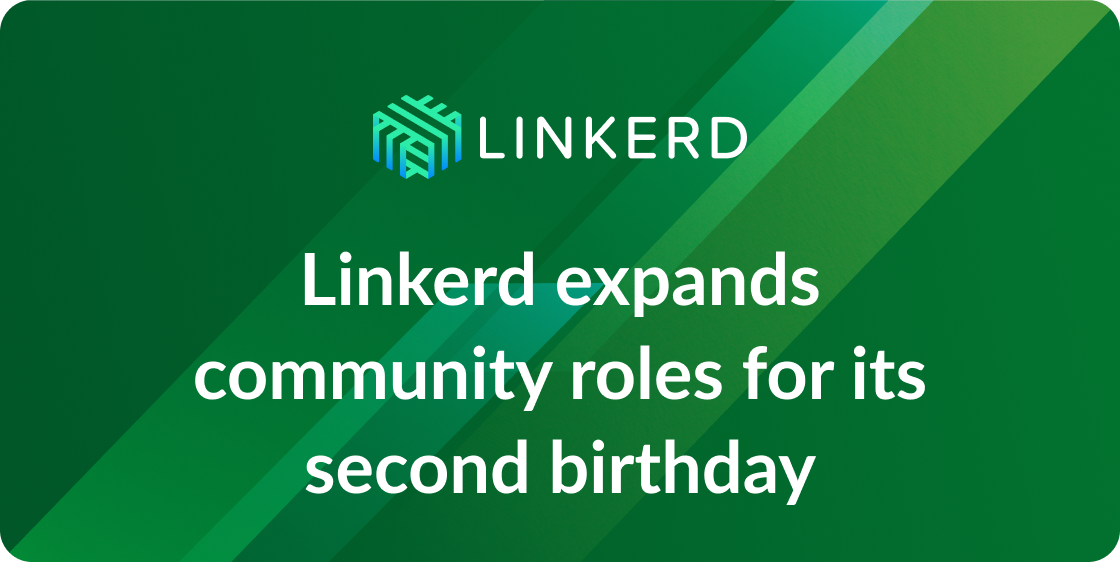 LINKERD
Linkerd expands
community roles for its
second birthday